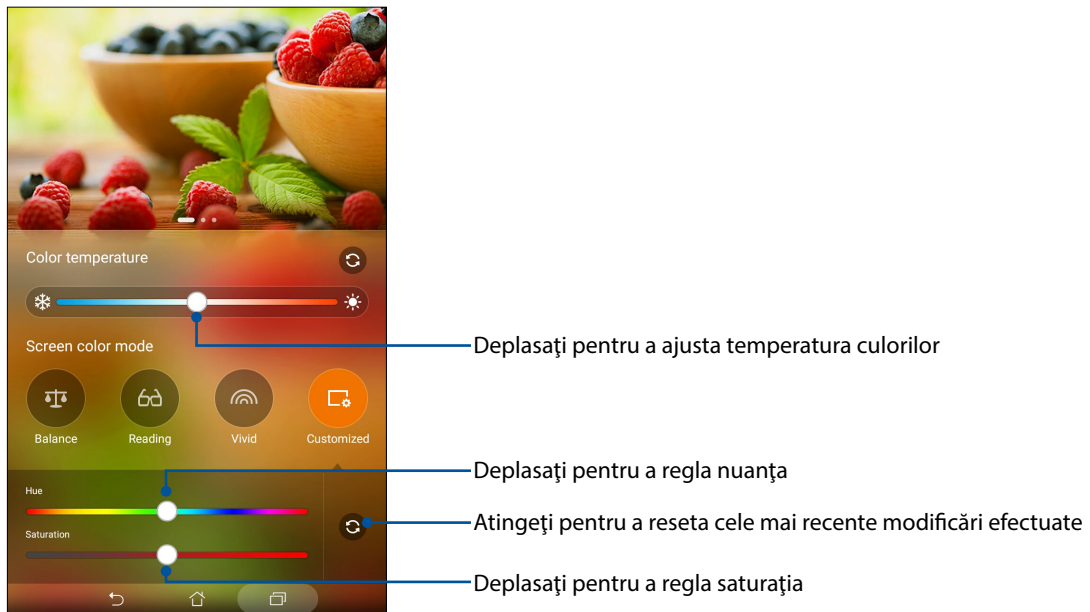 Color temperature
Deplasaţi pentru a ajusta temperatura culorilor
Screen color mode
Balance
Reading
Vivid
Customized
Deplasaţi pentru a regla nuanţa
Hue
Atingeţi pentru a reseta cele mai recente modificări efectuate
Saturation
Deplasaţi pentru a regla saturaţia